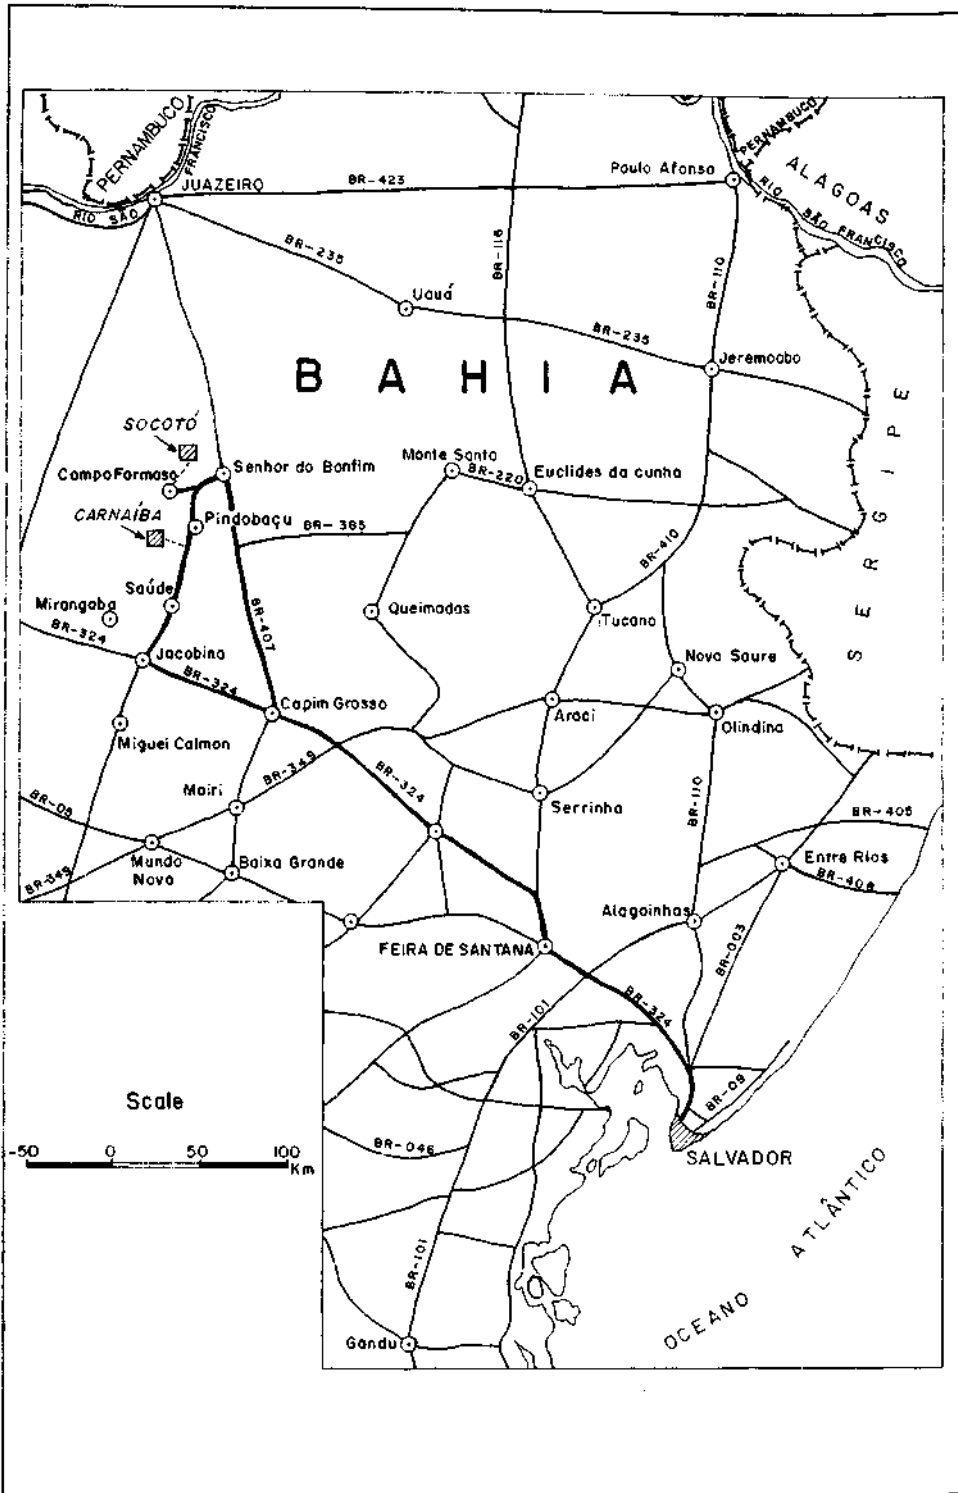 PERNAMBUCO
FRANCISCO
RIO SÃO
JUAZEIRO
BR-423
Paulo Afonso
PERNAMBUCO
ALAGOAS
RIO SÃO FRANCISCO
BR-235
BR-116
BR-110
Uauá
BR-235
Jeremoabo
BAHIA
SERGIPE
SOCOTÓ
Campo Formoso
Senhor do Bonfim
Monte Santo
BR-220
Euclides da cunha
CARNAÍBA
Pindobaçu
BR-385
BR-410
Saúde
Mirangaba
BR-324
BR-407
Queimadas
Tucano
Jacobina
BR-324
Nova Soure
Capim Grosso
Araci
Olindina
Miguel Calmon
BR-349
BR-324
Mairi
Serrinha
BR-110
BR-405
BR-05
Mundo
Novo
Baixa Grande
Entre Rios
BR-349
BR-406
Alagoinhas
FEIRA DE SANTANA
BR-003
BR-324
BR-101
Scale
BR-09
50 0 50 100
Km
BR-046
SALVADOR
BR-101
OCEANO ATLÂNTICO
Gandu